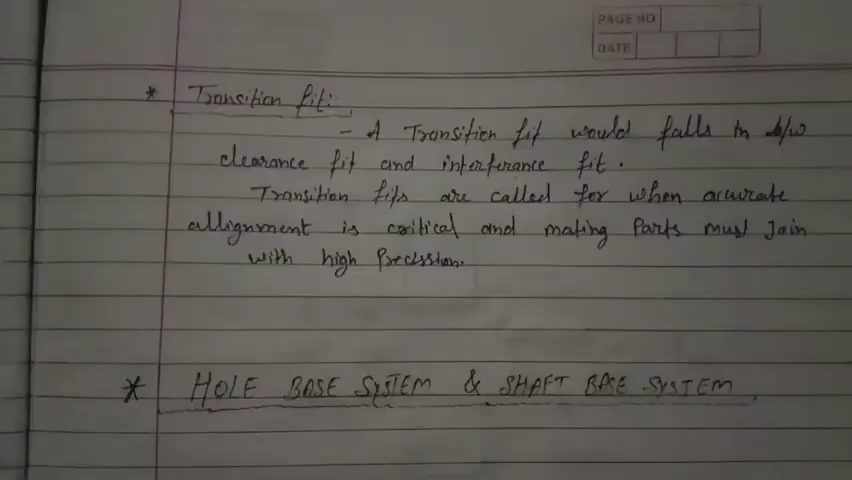 PAGE NO
DATE
* Transition fit:
- A Transition fit would falls in b/w
clearance fit and interferance fit.
Transition fits are called for when accurate
allignment is critical and mating Parts must Join
with high Precission.
* HOLE BASE SYSTEM & SHAFT BASE SYSTEM